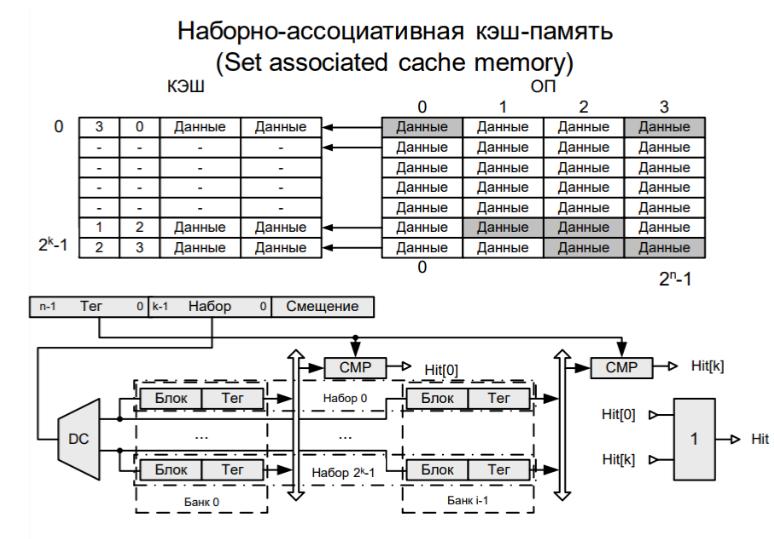 Наборно-ассоциативная кэш-память
(Set associated cache memory)
КЭШ ОП
0 1 2 3
0 3 0 Данные Данные Данные Данные Данные Данные
- - - - Данные Данные Данные Данные
- - - - Данные Данные Данные Данные
- - - - Данные Данные Данные Данные
- - - - Данные Данные Данные Данные
1 2 Данные Данные Данные Данные Данные Данные
2ᵏ-1 2 3 Данные Данные Данные Данные Данные Данные
0 2ⁿ-1
n-1 Тег 0 k-1 Набор 0 Смещение
CMP Hit[0] CMP Hit[k]
Блок Тег Набор 0 Блок Тег
Hit[0]
DC ... ... 1 Hit
Hit[k]
Блок Тег Набор 2ᵏ-1 Блок Тег
Банк 0 Банк i-1